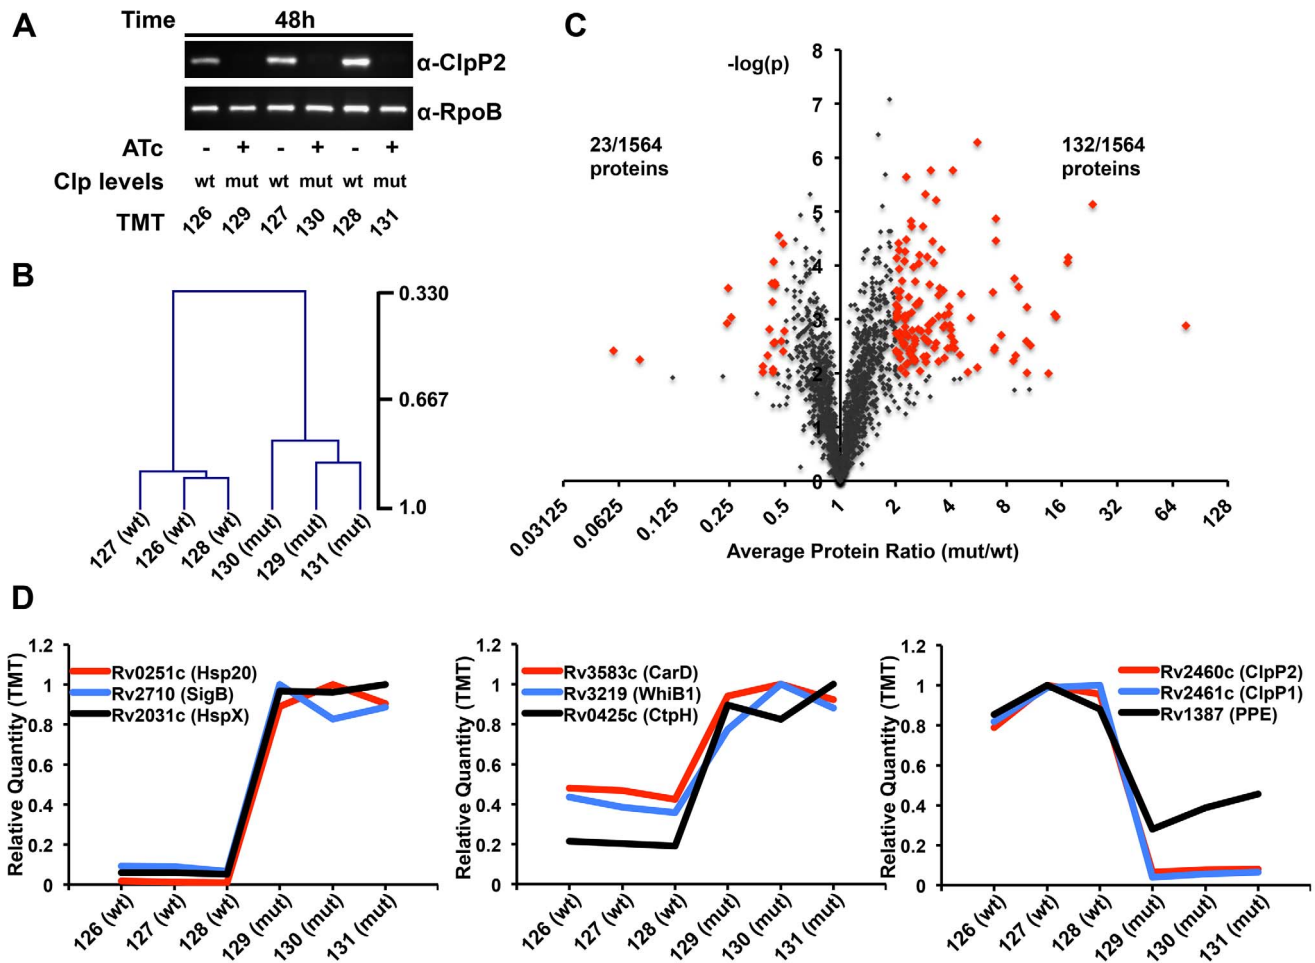 A
Time 48h
α-ClpP2
α-RpoB
ATc - + - + - +
Clp levels wt mut wt mut wt mut
TMT 126 129 127 130 128 131
B
0.330
0.667
1.0
127 (wt) 126 (wt) 128 (wt) 130 (mut) 129 (mut) 131 (mut)
C
-log(p)
8
7
6
5
4
3
2
1
0
23/1564
proteins
132/1564
proteins
0.03125 0.0625 0.125 0.25 0.5 1 2 4 8 16 32 64 128
Average Protein Ratio (mut/wt)
D
Relative Quantity (TMT)
1.2
1
0.8
0.6
0.4
0.2
0
Rv0251c (Hsp20)
Rv2710 (SigB)
Rv2031c (HspX)
126 (wt) 127 (wt) 128 (wt) 129 (mut) 130 (mut) 131 (mut)
Relative Quantity (TMT)
1.2
1
0.8
0.6
0.4
0.2
0
Rv3583c (CarD)
Rv3219 (WhiB1)
Rv0425c (CtpH)
126 (wt) 127 (wt) 128 (wt) 129 (mut) 130 (mut) 131 (mut)
Relative Quantity (TMT)
1.2
1
0.8
0.6
0.4
0.2
0
Rv2460c (ClpP2)
Rv2461c (ClpP1)
Rv1387 (PPE)
126 (wt) 127 (wt) 128 (wt) 129 (mut) 130 (mut) 131 (mut)